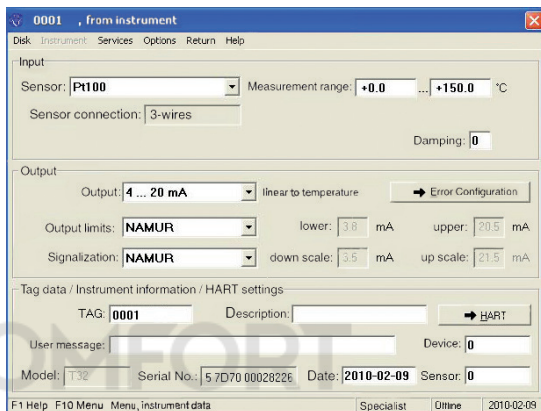 0001 , from instrument
Disk Instrument Services Options Return Help
Input
Sensor: Pt100 Measurement range: +0.0 ... +150.0 °C
Sensor connection: 3-wires
Damping: 0
Output
Output: 4 ... 20 mA linear to temperature → Error Configuration
Output limits: NAMUR lower: 3.8 mA upper: 20.5 mA
Signalization: NAMUR down scale: 3.5 mA up scale: 21.5 mA
Tag data / Instrument information / HART settings
TAG: 0001 Description: → HART
User message: Device: 0
Model: T32 Serial No.: 5 7D70 00028226 Date: 2010-02-09 Sensor: 0
F1 Help F10 Menu Menu, instrument data Specialist Offline 2010-02-09
COMFORT